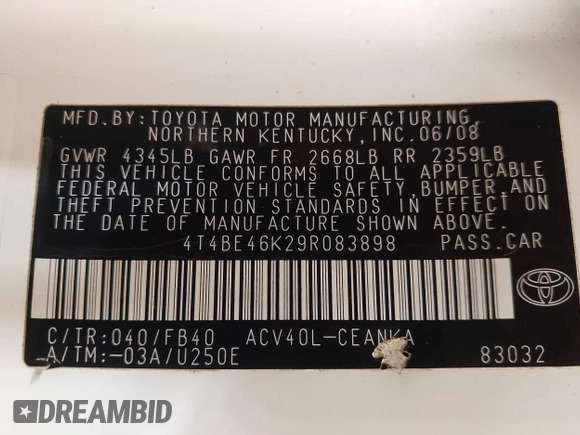 MFD. BY: TOYOTA MOTOR MANUFACTURING,
NORTHERN KENTUCKY, INC. 06/08
GVWR 4345LB GAWR FR 2668LB RR 2359LB
THIS VEHICLE CONFORMS TO ALL APPLICABLE
FEDERAL MOTOR VEHICLE SAFETY, BUMPER AND
THEFT PREVENTION STANDARDS IN EFFECT ON
THE DATE OF MANUFACTURE SHOWN ABOVE.
4T4BE46K29R083898 PASS. CAR
C/TR: 040/FB40 ACV40L-CEANKA
A/TM: -03A/U250E 83032
DREAMBID